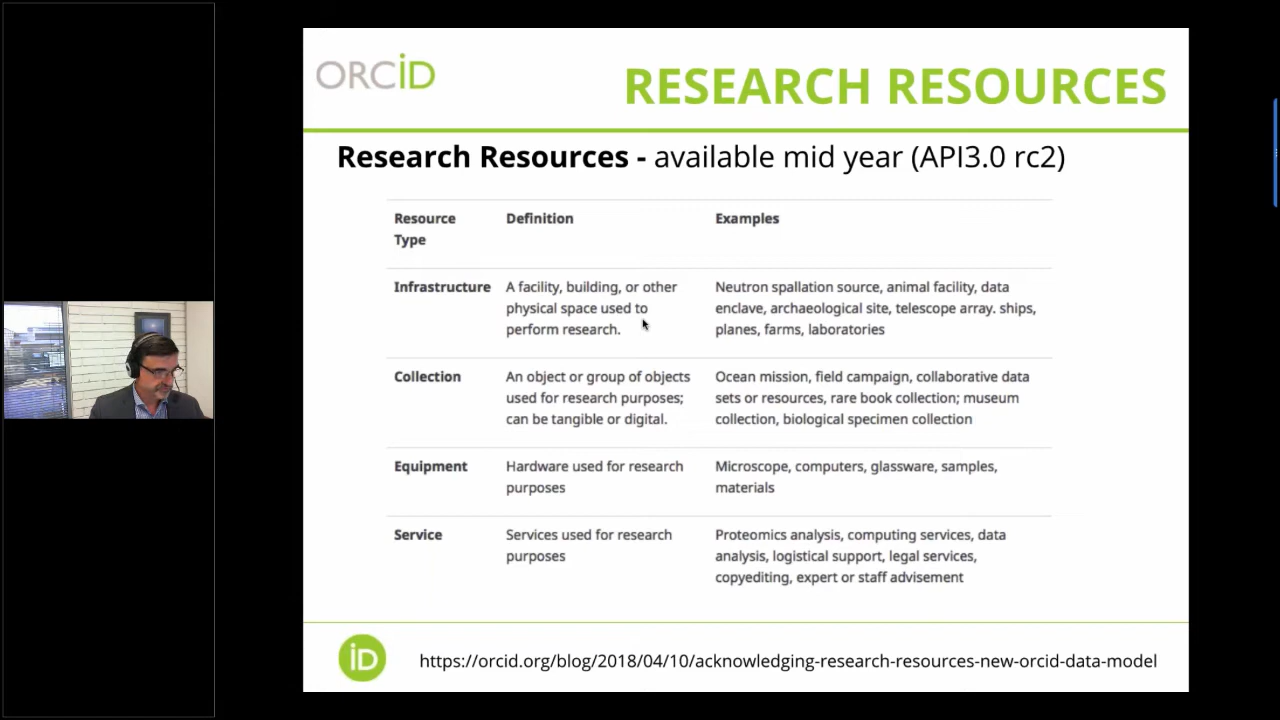 ORCID
RESEARCH RESOURCES
Research Resources - available mid year (API3.0 rc2)
Resource Type
Definition
Examples
Infrastructure
A facility, building, or other
physical space used to
perform research.
Neutron spallation source, animal facility, data
enclave, archaeological site, telescope array. ships,
planes, farms, laboratories
Collection
An object or group of objects
used for research purposes;
can be tangible or digital.
Ocean mission, field campaign, collaborative data
sets or resources, rare book collection; museum
collection, biological specimen collection
Equipment
Hardware used for research
purposes
Microscope, computers, glassware, samples,
materials
Service
Services used for research
purposes
Proteomics analysis, computing services, data
analysis, logistical support, legal services,
copyediting, expert or staff advisement
iD
https://orcid.org/blog/2018/04/10/acknowledging-research-resources-new-orcid-data-model